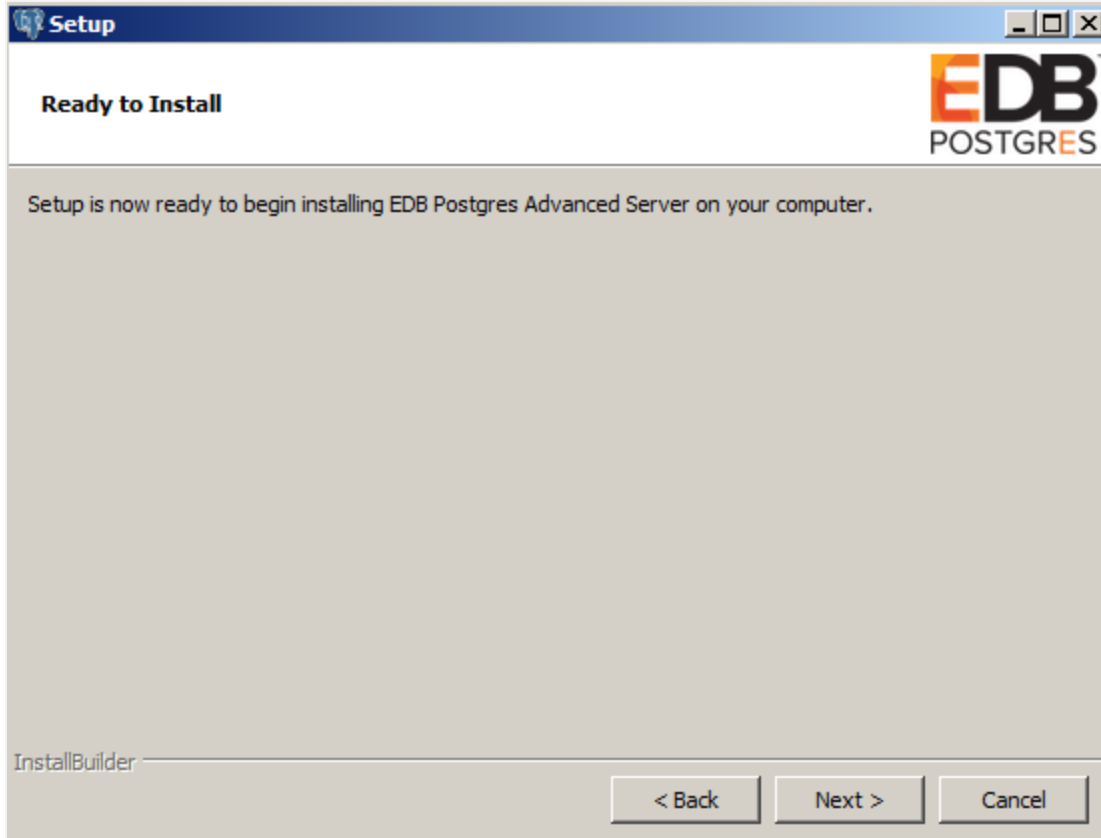 Setup
Ready to Install
EDB
POSTGRES
Setup is now ready to begin installing EDB Postgres Advanced Server on your computer.
InstallBuilder
< Back
Next >
Cancel